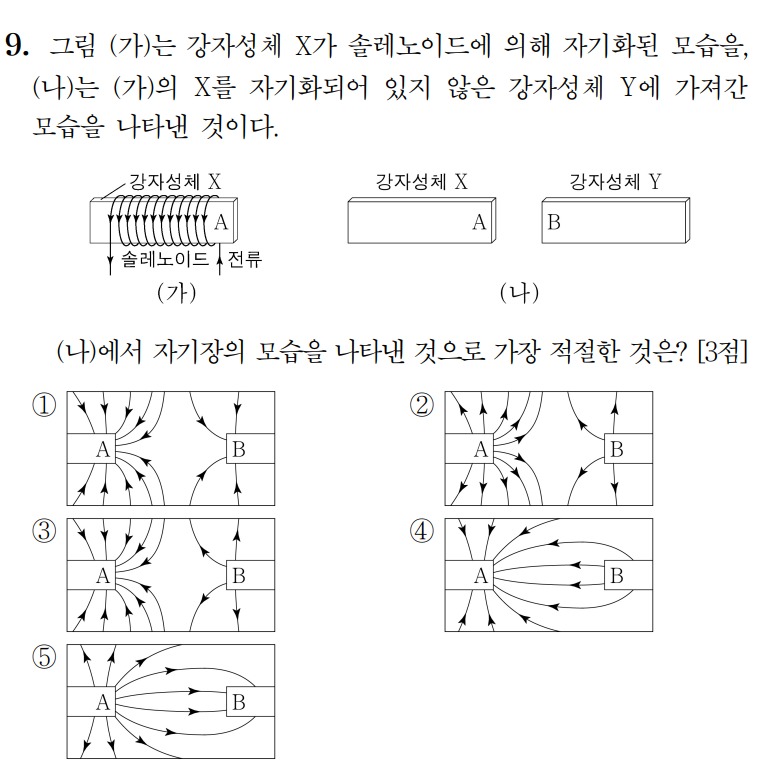 9. 그림 (가)는 강자성체 X가 솔레노이드에 의해 자기화된 모습을,
(나)는 (가)의 X를 자기화되어 있지 않은 강자성체 Y에 가져간
모습을 나타낸 것이다.
강자성체 X
A
솔레노이드
전류
(가)
강자성체 X
강자성체 Y
A
B
(나)
(나)에서 자기장의 모습을 나타낸 것으로 가장 적절한 것은? [3점]
①
A
B
②
A
B
③
A
B
④
A
B
⑤
A
B